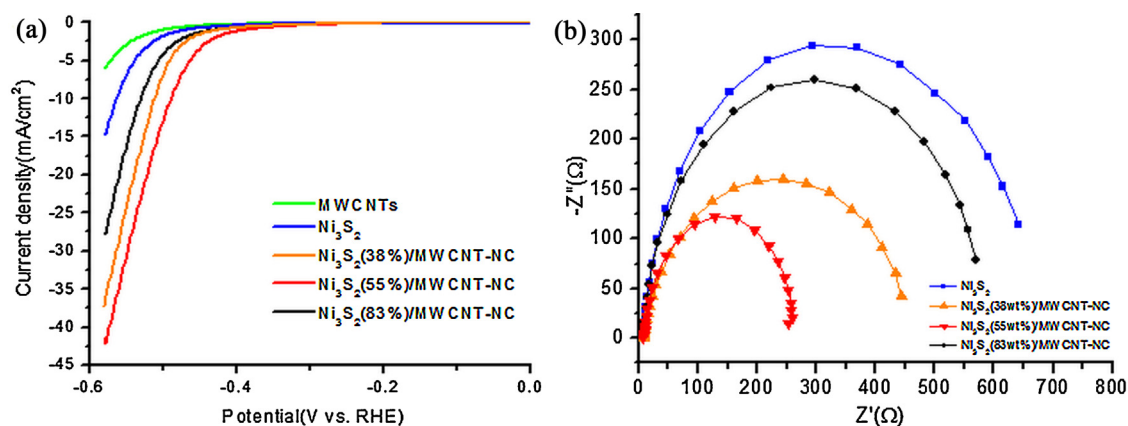 (a)
0
-5
-10
-15
-20
-25
-30
-35
-40
-45
Current density(mA/cm²)
MWCNTs
Ni₃S₂
Ni₃S₂(38%)/MWCNT-NC
Ni₃S₂(55%)/MWCNT-NC
Ni₃S₂(83%)/MWCNT-NC
-0.6 -0.4 -0.2 0.0
Potential(V vs. RHE)
(b)
300
250
200
150
100
50
0
-Z''(Ω)
Ni₃S₂
Ni₃S₂(38wt%)/MWCNT-NC
Ni₃S₂(55wt%)/MWCNT-NC
Ni₃S₂(83wt%)/MWCNT-NC
0 100 200 300 400 500 600 700 800
Z'(Ω)